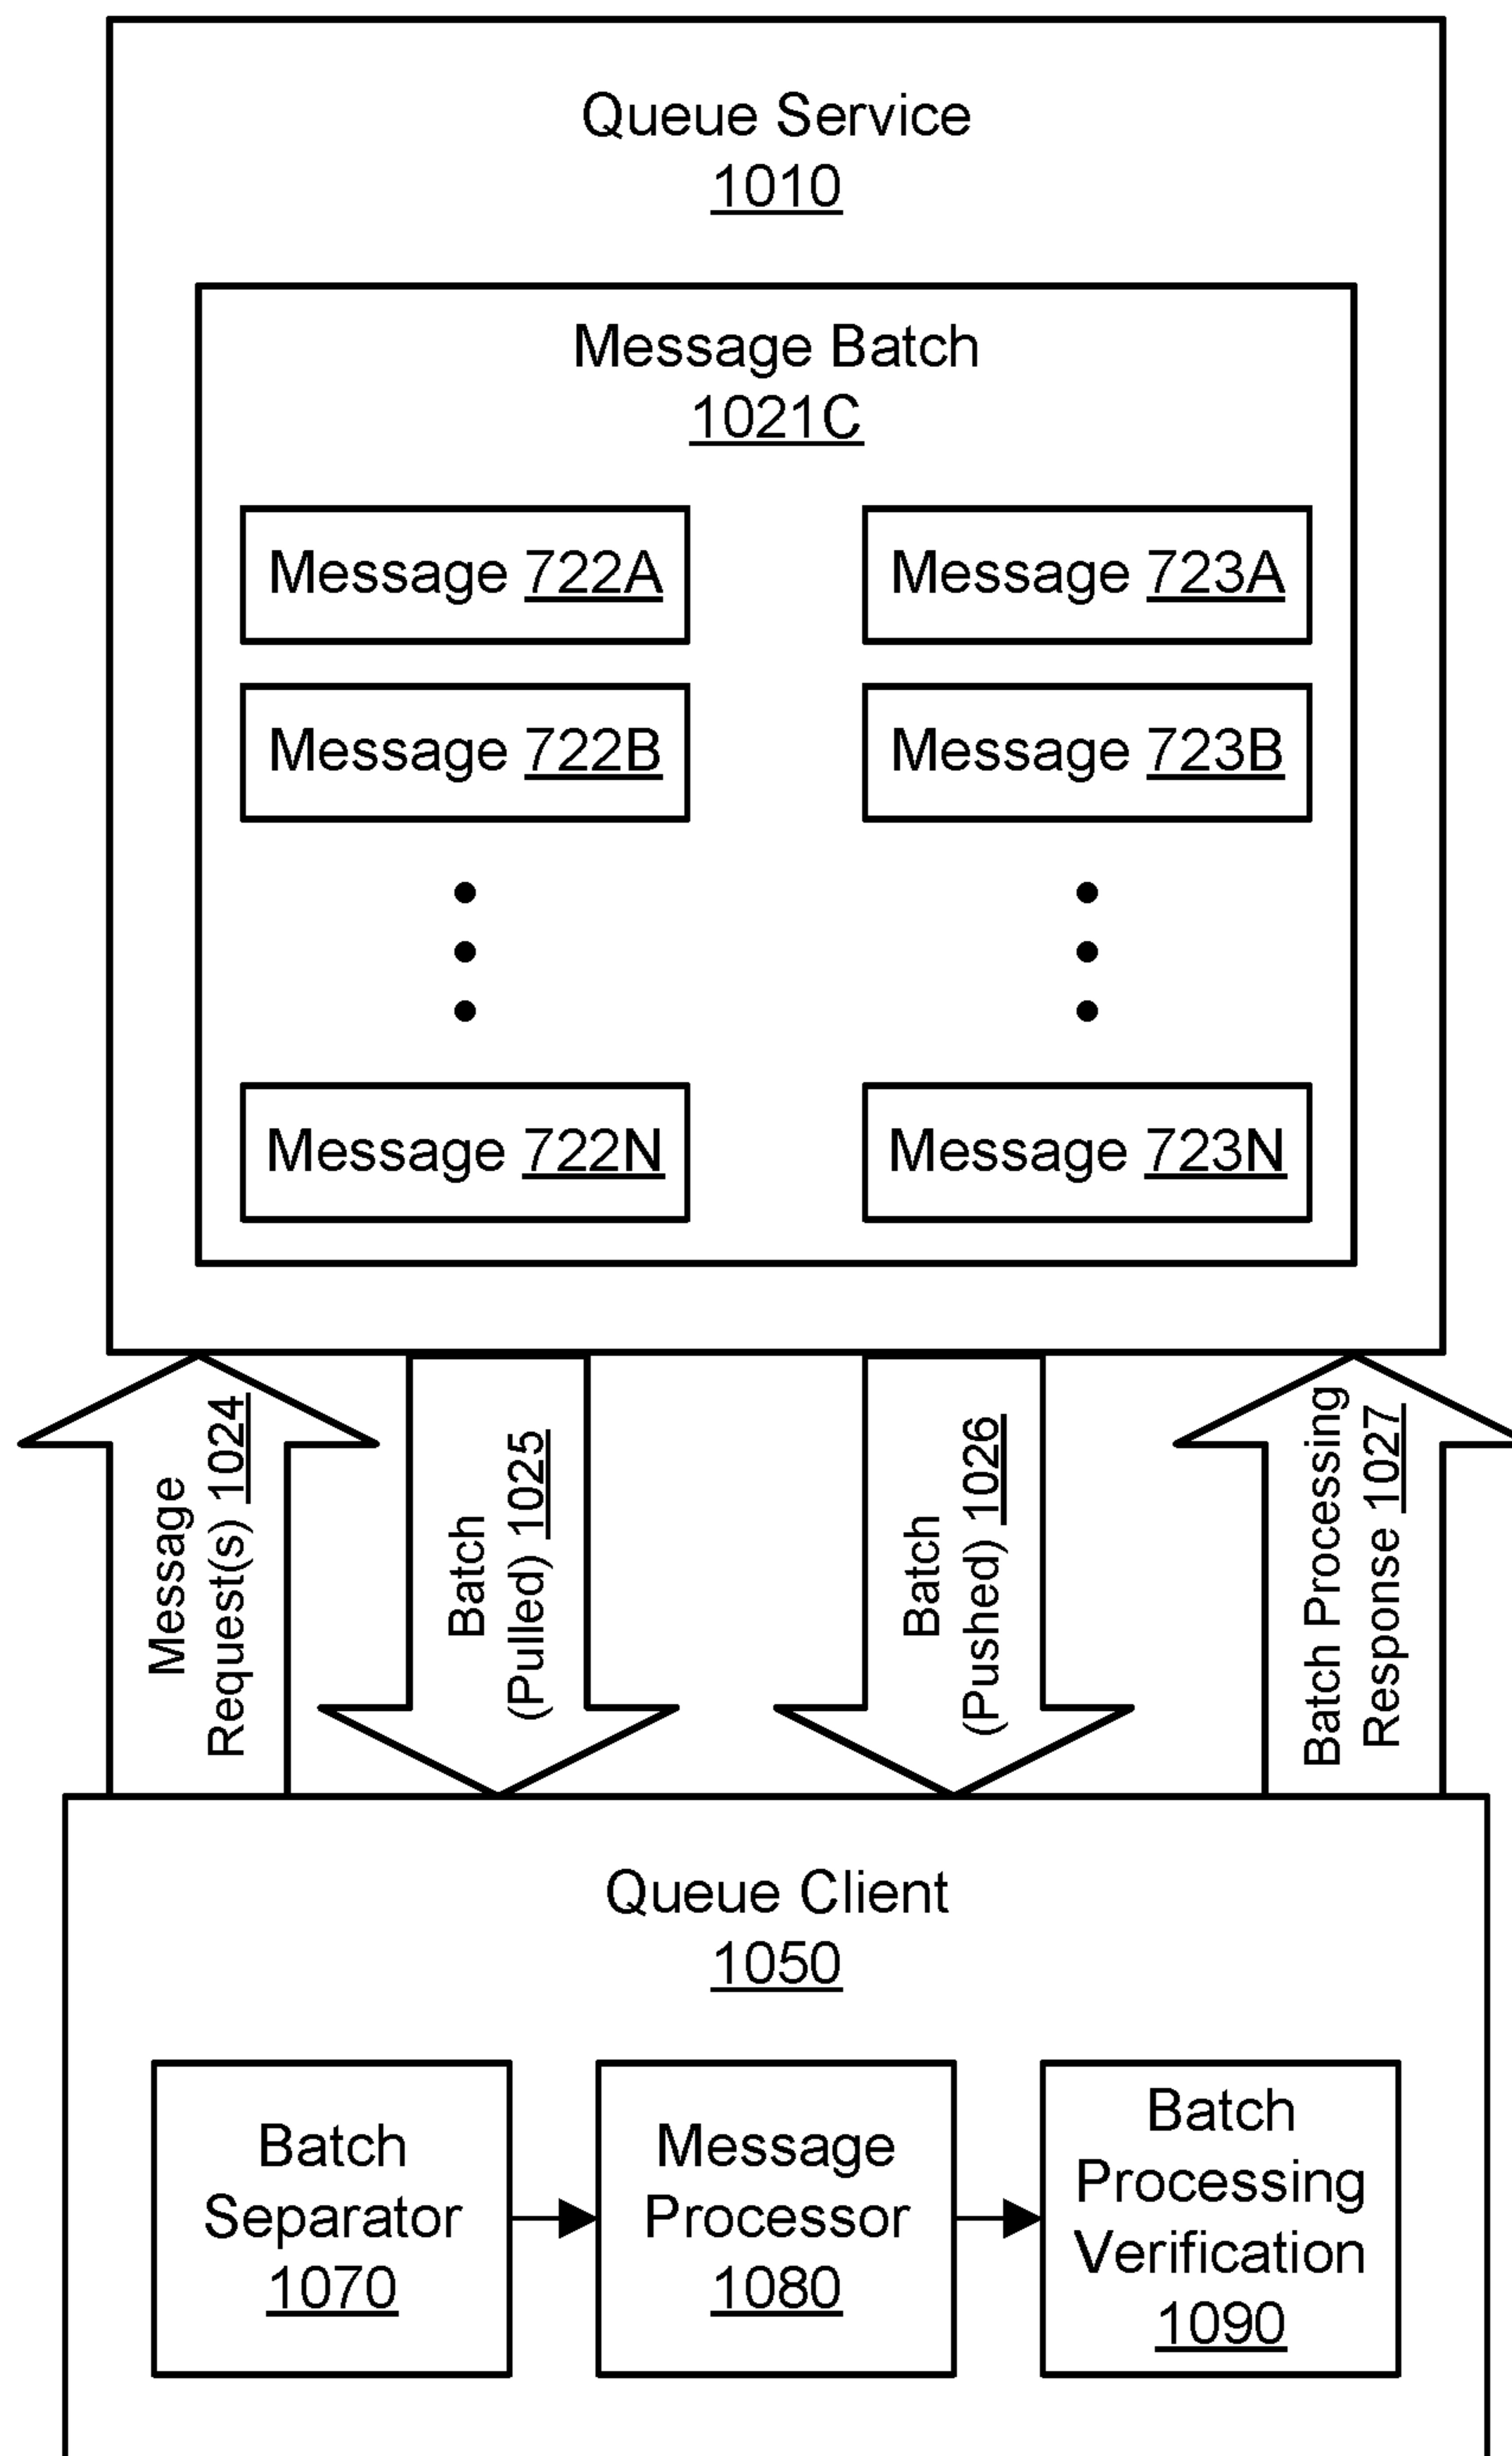 Queue Service
1010
Message Batch
1021C
Message 722A
Message 723A
Message 722B
Message 723B
Message 722N
Message 723N
Message
Request(s) 1024
Batch
(Pulled) 1025
Batch
(Pushed) 1026
Batch Processing
Response 1027
Queue Client
1050
Batch
Separator
1070
Message
Processor
1080
Batch
Processing
Verification
1090